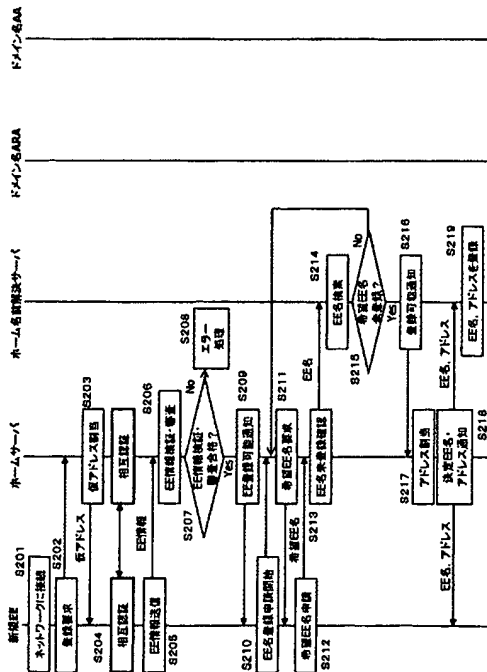 新規EE
ホームサーバ
ホーム名前解決サーバ
ドメイン名ARA
ドメイン名AA
S201
ネットワークに接続
S202
登録要求
S203
仮アドレス割当
仮アドレス
S204
相互認証
相互認証
EE情報
EE情報送信
S205
S206
EE情報検証・審査
S207
EE情報検証・
審査合格?
No
S208
エラー
処理
Yes
S209
EE登録可能通知
S210
EE名登録申請開始
S211
希望EE名要求
希望EE名
希望EE名申請
S212
S213
EE名未登録確認
EE名
S214
EE名検索
S215
希望EE名
未登録?
No
Yes
S216
登録可能通知
S217
アドレス割当
決定EE名・
アドレス通知
S218
EE名、アドレス
EE名、アドレス
S219
EE名、アドレスを登録